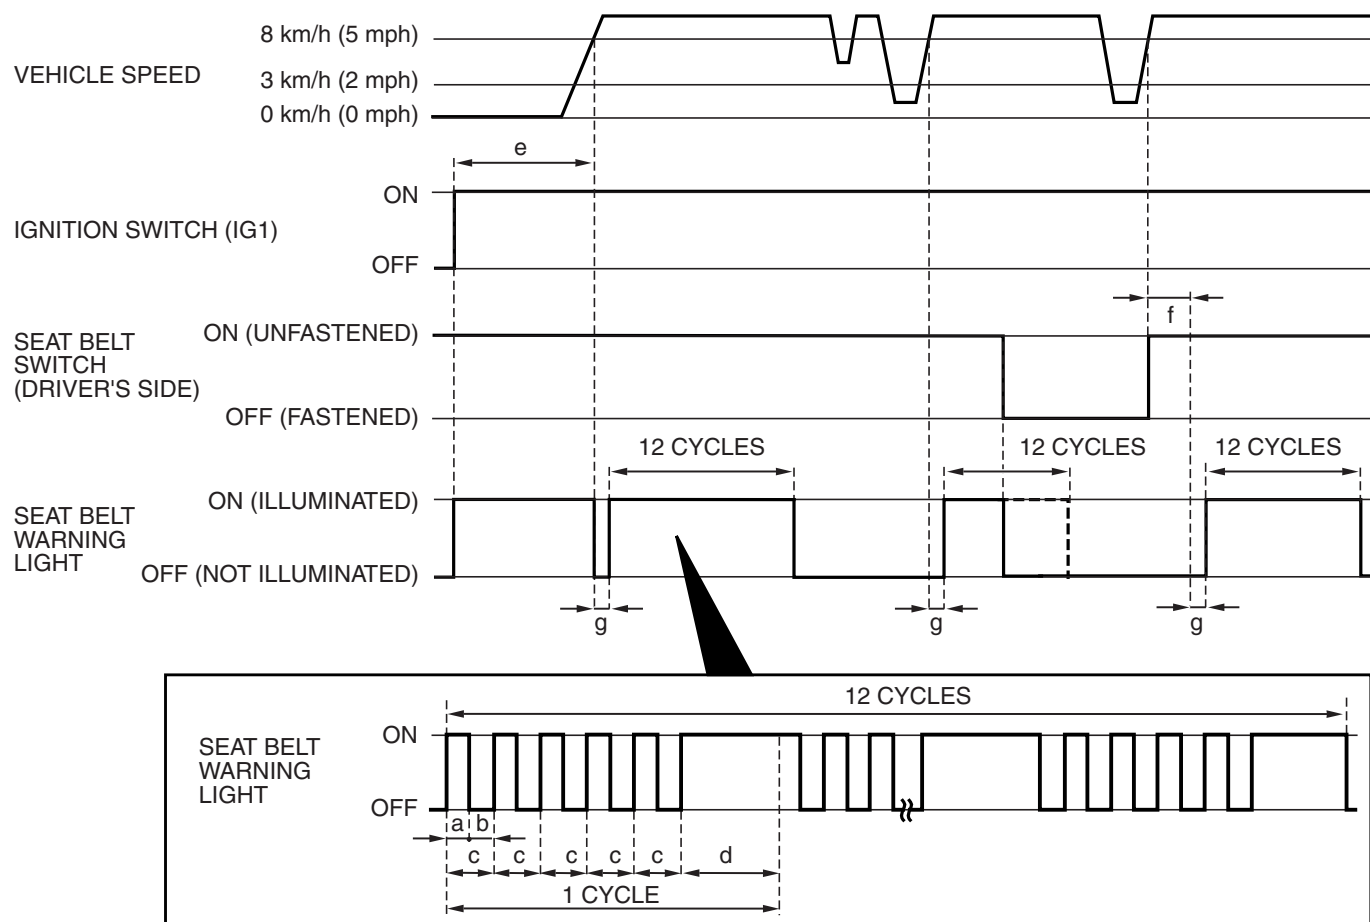 8 km/h (5 mph)
VEHICLE SPEED
3 km/h (2 mph)
0 km/h (0 mph)
e
ON
IGNITION SWITCH (IG1)
OFF
f
SEAT BELT
SWITCH
(DRIVER'S SIDE)
ON (UNFASTENED)
OFF (FASTENED)
12 CYCLES
12 CYCLES
12 CYCLES
SEAT BELT
WARNING
LIGHT
ON (ILLUMINATED)
OFF (NOT ILLUMINATED)
g
g
g
12 CYCLES
SEAT BELT
WARNING
LIGHT
ON
OFF
a b
c c c c c d
1 CYCLE